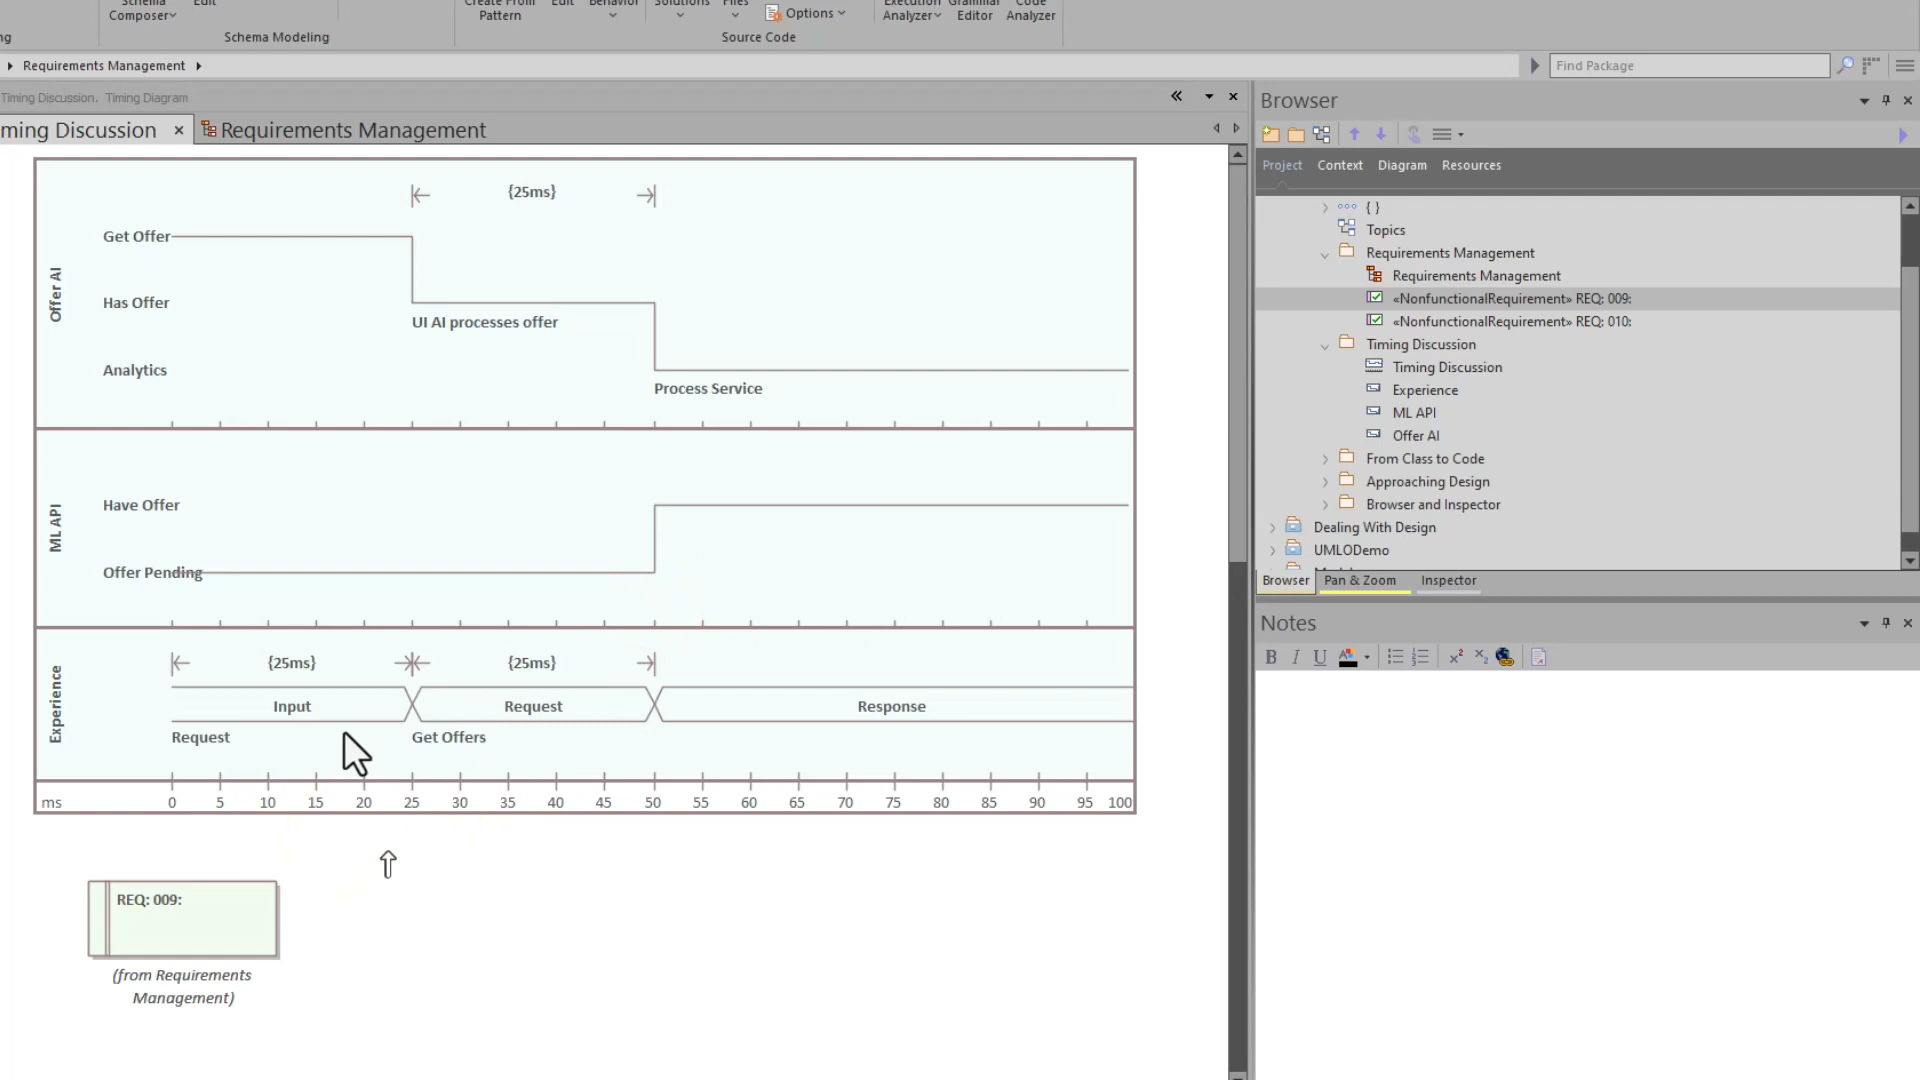 Schema
Composer
Edit
Create From
Pattern
Edit
Behavior
Solutions
Files
Options
Execution
Analyzer
Grammar
Editor
Code
Analyzer
ng
Schema Modeling
Source Code
Requirements Management
Find Package
Timing Discussion. Timing Diagram
ming Discussion
Requirements Management
Offer AI
{25ms}
Get Offer
Has Offer
UI AI processes offer
Analytics
Process Service
ML API
Have Offer
Offer Pending
Experience
{25ms} {25ms}
Input Request Response
Request Get Offers
ms 0 5 10 15 20 25 30 35 40 45 50 55 60 65 70 75 80 85 90 95 100
REQ: 009:
(from Requirements
Management)
Browser
Project Context Diagram Resources
{ }
Topics
Requirements Management
Requirements Management
«NonfunctionalRequirement» REQ: 009:
«NonfunctionalRequirement» REQ: 010:
Timing Discussion
Timing Discussion
Experience
ML API
Offer AI
From Class to Code
Approaching Design
Browser and Inspector
Dealing With Design
UMLODemo
Browser Pan & Zoom Inspector
Notes
B I U A x² x₂